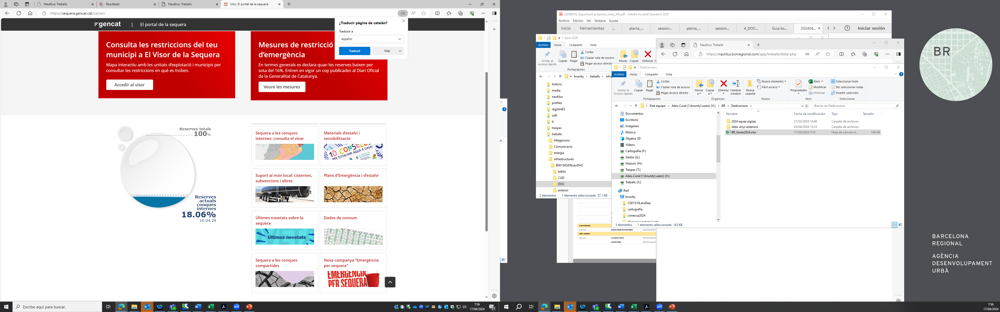 Nautilus: Treballs
Resultado
Nautilus: Treballs
Inici. El portal de la sequera
https://sequera.gencat.cat/ca/inici
gencat | El portal de la sequera
¿Traducir página de catalán?
Traducir a
español
Traducir
Más
Consulta les restriccions del teu
municipi a El Visor de la Sequera
Mapa interactiu amb les unitats d'explotació i municipis per
consultar les restriccions en què es troben.
Accedir al visor
Mesures de restricció
d'emergència
En termes generals es declara quan les reserves baixen per
sota del 16%. Entren en vigor un cop publicades al Diari Oficial
de la Generalitat de Catalunya.
Veure les mesures
Reserves totals
100%
Reserves
actuals
conques
internes
18.06%
16.04.24
Sequera a les conques
internes: consulta el visor
Materials d'estalvi i
sensibilització
10 CONSELLS
PER ESTALVIAR AIGUA A CASA!
Suport al món local: cisternes,
subvencions i altres
Plans d'Emergència i d'estalvi
Últimes novetats sobre la
sequera
Últimes novetats
Dades de consum
Sequera a les conques
compartides
Nova campanya "Emergència
per sequera"
EMERGÈNCIA
PER SEQUERA
Escribe aquí para buscar.
7:56
17/04/2024
21
20240416_Seguiment projectes_març_MI.pdf - Adobe Acrobat Standard 2020
Archivo Edición Ver Ventana Ayuda
Inicio Herramientas ... planta_... seccion... planta_... seccion... 4_DOC... Guia bo... 202404... Iniciar sesión
Abril 2028
Archivo Inicio Compartir Vista
Anclar al
Acceso rápido
Copiar
Pegar
Cortar
Copiar ruta de acceso
Pegar acceso directo
Portapapeles
Mover
Copiar
Eliminar
brunity treballs infra
historic
media
nautilus
profiles
registreES
soft
ti
traspas
treballs
Allegacions
Comunicacio
energia
infrastructures
B001543ATbsavDHC
biblio
CAD
DOC
exterior
2 elementos 1 elemento seleccionado 57,1 KB
AJ BCN ESPECÍFIC
OFICINA PROJECTES ESTRATÈGICS
AMB C GENERAL
2_CICLE DE L'AIGUA
3_ESPAI PÚBLIC
Nautilus: Treballs
https://nautilus.bcnregional.com/app/treballs/llistar.php
Dedicacions
Archivo Inicio Compartir Vista
Anclar al
Acceso rápido
Copiar
Pegar
Cortar
Copiar ruta de acceso
Pegar acceso directo
Portapapeles
Mover
a
Copiar
a
Eliminar
Cambiar
nombre
Organizar
Nueva
carpeta
Nuevo elemento
Fácil acceso
Nuevo
Propiedades
Abrir
Modificar
Historial
Abrir
Seleccionar todo
No seleccionar nada
Invertir selección
Seleccionar
Este equipo Aleix.Coral (\\brunity\users) (V:) BR Dedicacions
Buscar en Dedicacions
Documentos
Escritorio
Imágenes
Música
Objetos 3D
Vídeos
Cartografia (F:)
Gestio (G:)
Historic (H:)
Traspas (T:)
Aleix.Coral (\\brunity\users) (V:)
Treballs (X:)
Red
brunity
C001310LandSea
cartografia
conexus2024
dispersiocontaminants
Nombre Fecha de modificación Tipo Tamaño
2024 equip aigües 21/03/2024 14:46 Carpeta de archivos
Aleix anys anteriors 05/04/2024 13:14 Carpeta de archivos
BR_hores2024.xlsx 17/04/2024 7:55 Hoja de cálculo d... 144 KB
3 elementos 1 elemento seleccionado 143 KB
BR
BARCELONA
REGIONAL
AGÈNCIA
DESENVOLUPAMENT
URBÀ
7:56
17/04/2024